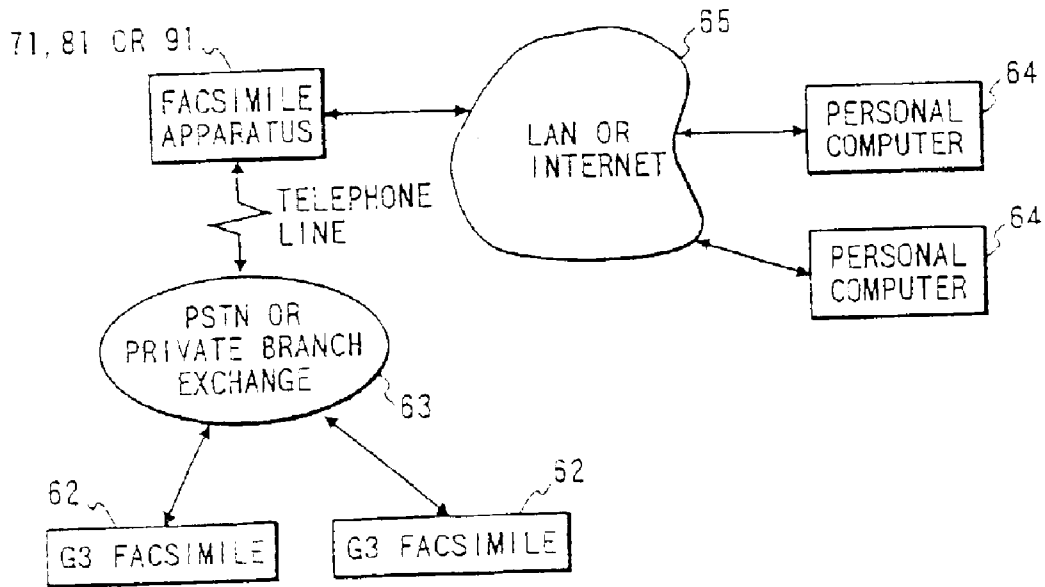 71, 81 OR 91
FACSIMILE
APPARATUS
65
LAN OR
INTERNET
64
PERSONAL
COMPUTER
TELEPHONE
LINE
64
PERSONAL
COMPUTER
PSTN OR
PRIVATE BRANCH
EXCHANGE
63
62
G3 FACSIMILE
62
G3 FACSIMILE